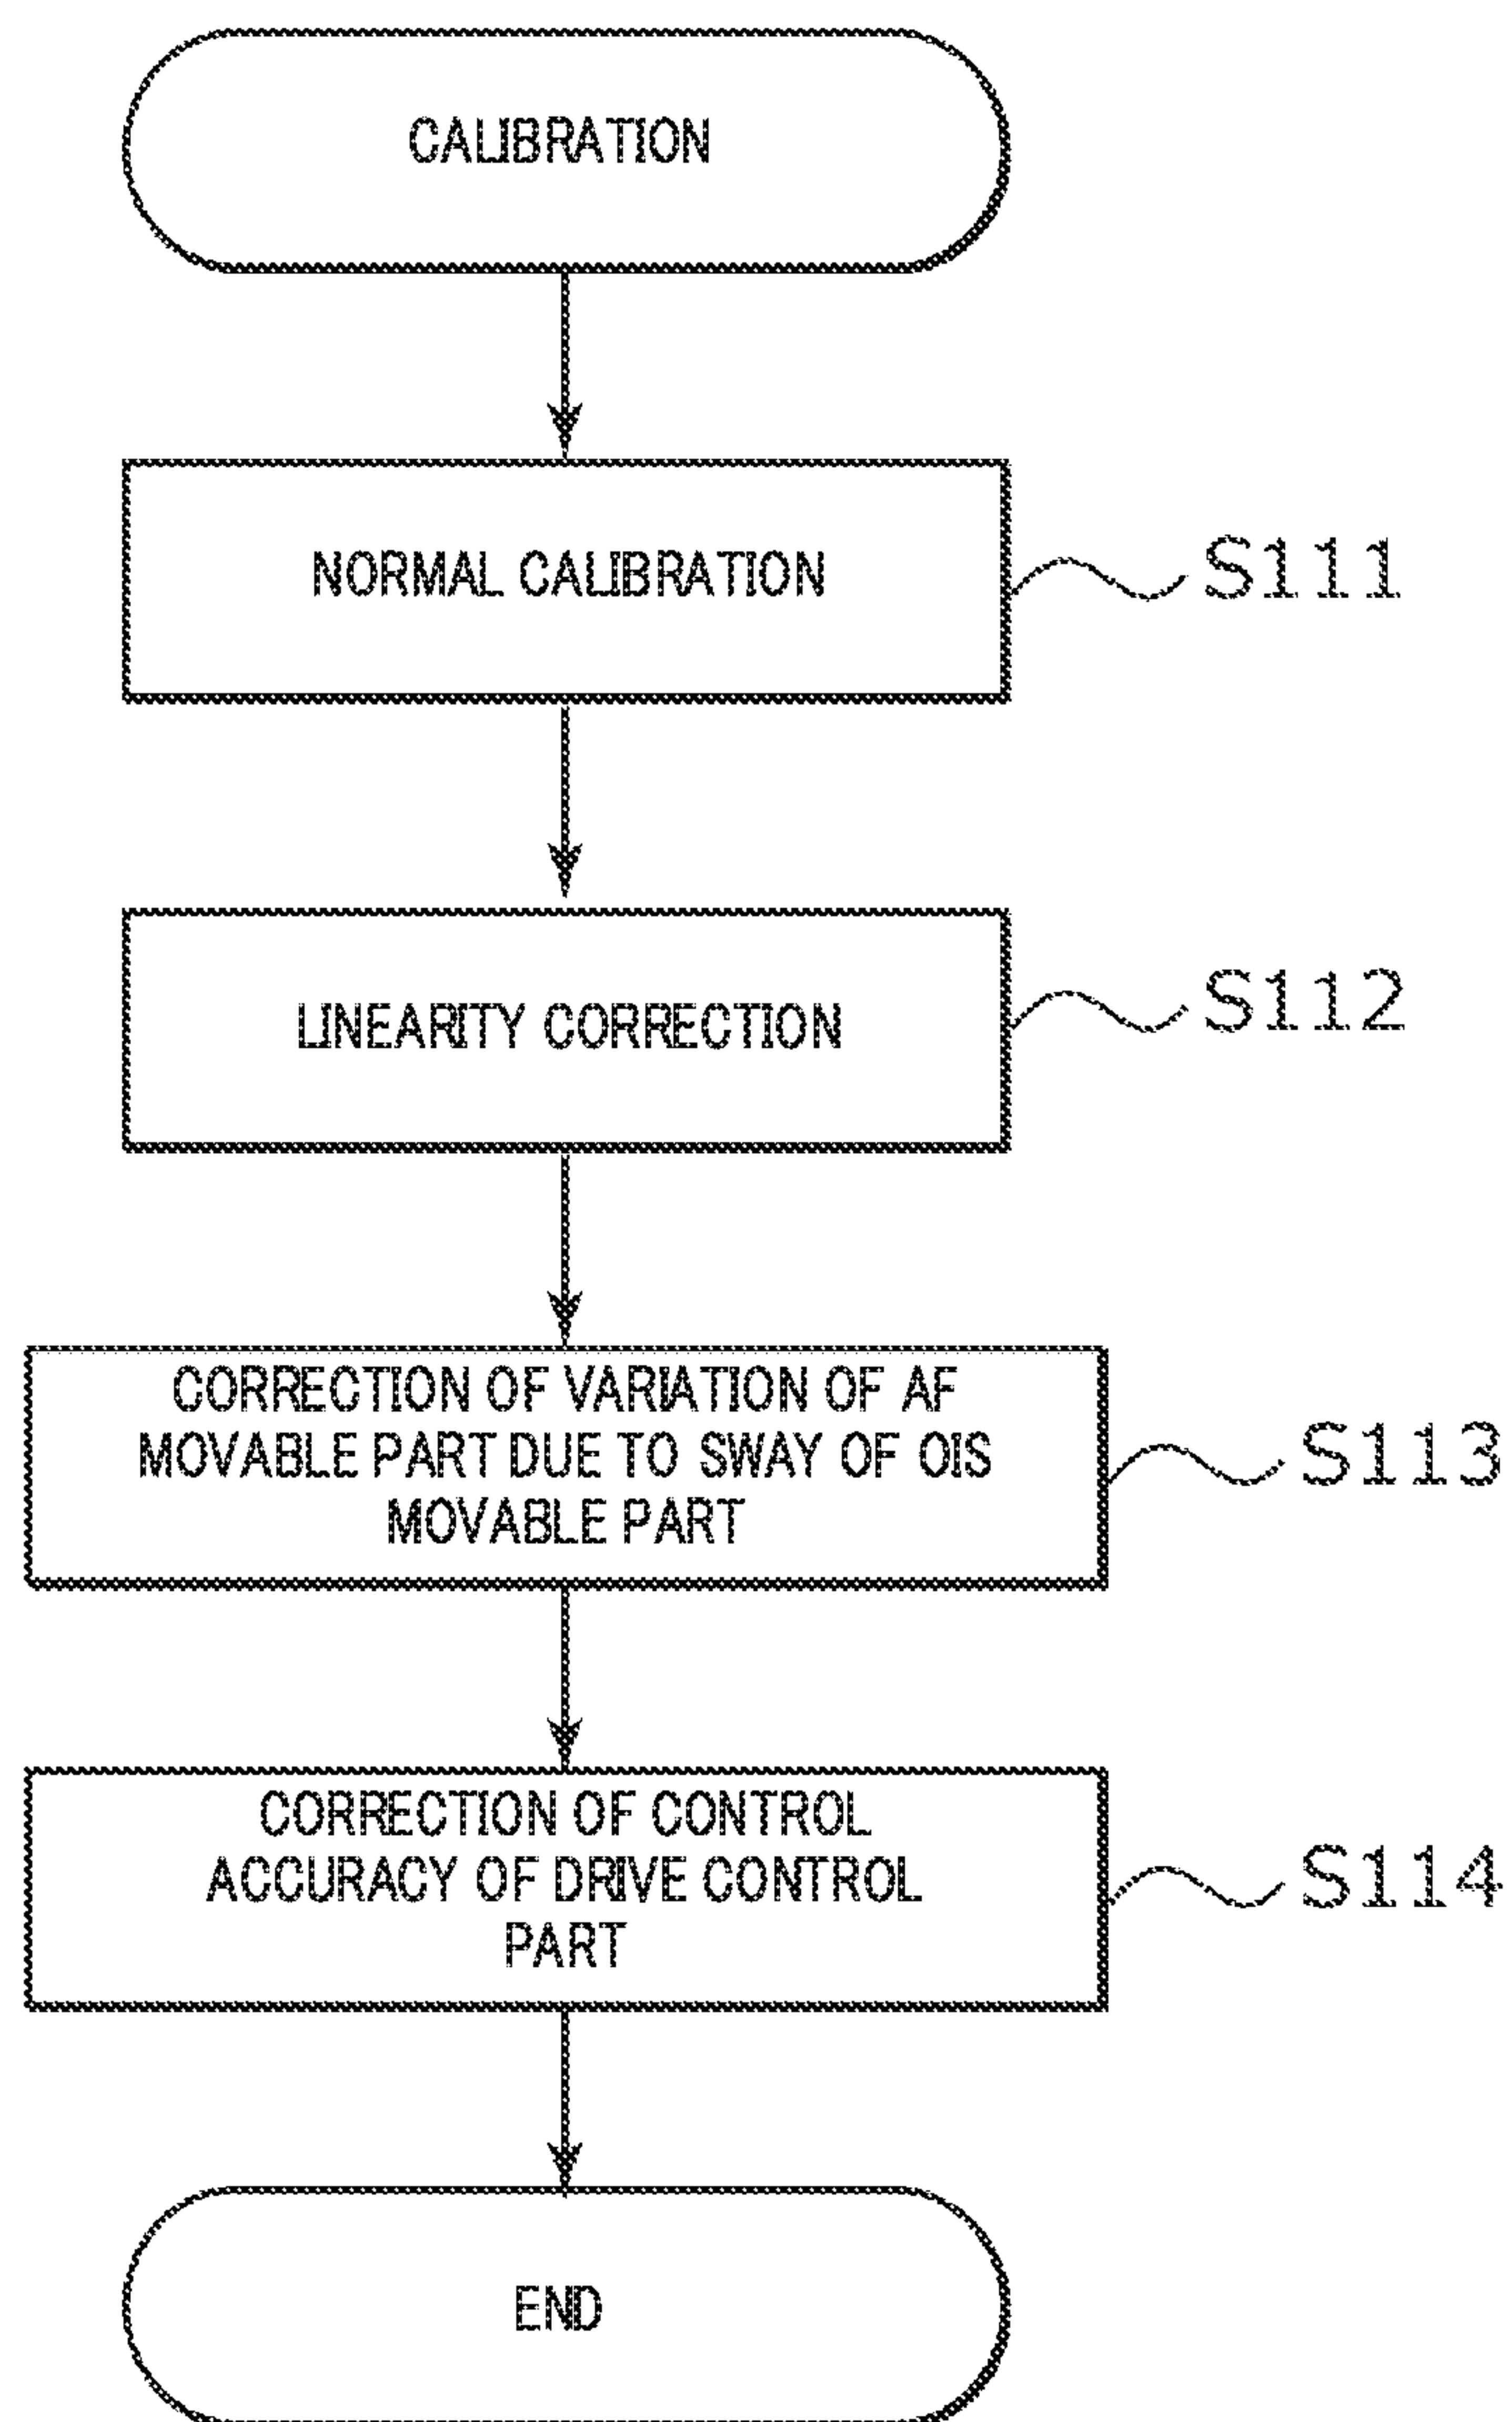 CALIBRATION
NORMAL CALIBRATION
S111
LINEARITY CORRECTION
S112
CORRECTION OF VARIATION OF AF
MOVABLE PART DUE TO SWAY OF OIS
MOVABLE PART
S113
CORRECTION OF CONTROL
ACCURACY OF DRIVE CONTROL
PART
S114
END